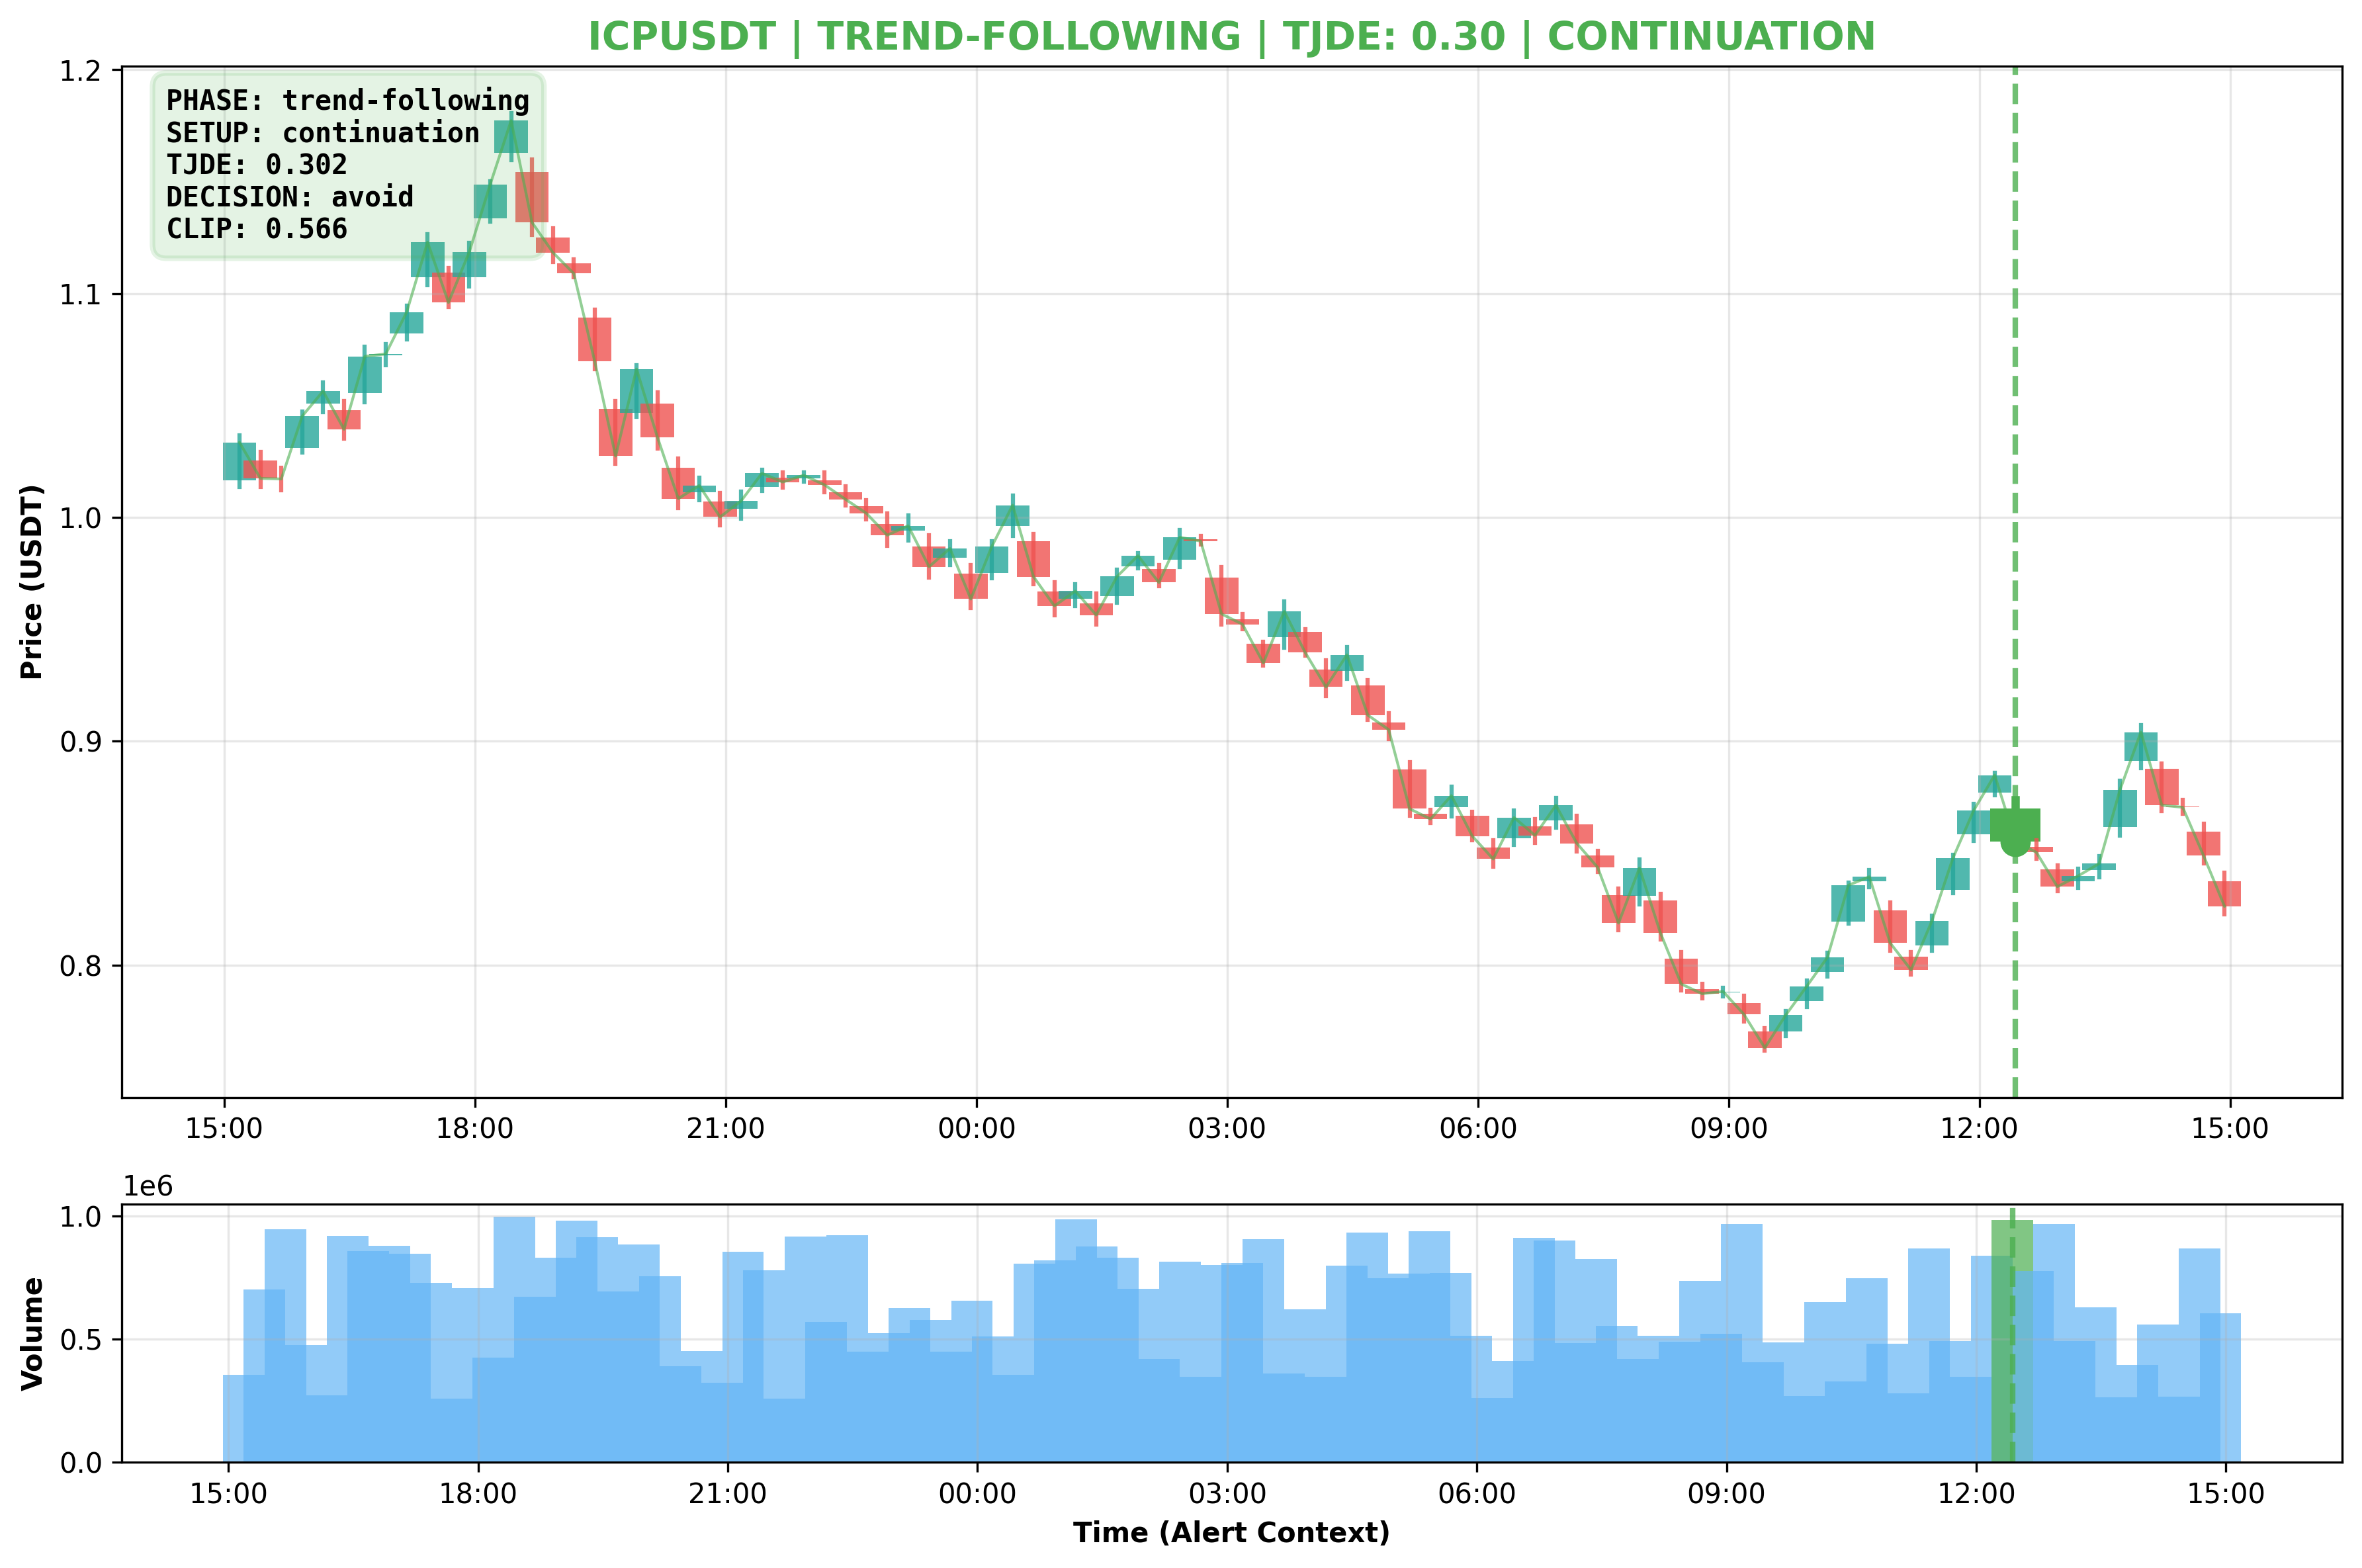 ICPUSDT | TREND-FOLLOWING | TJDE: 0.30 | CONTINUATION
PHASE: trend-following
SETUP: continuation
TJDE: 0.302
DECISION: avoid
CLIP: 0.566
Price (USDT)
1.2
1.1
1.0
0.9
0.8
15:00 18:00 21:00 00:00 03:00 06:00 09:00 12:00 15:00
1e6
Volume
1.0
0.5
0.0
15:00 18:00 21:00 00:00 03:00 06:00 09:00 12:00 15:00
Time (Alert Context)